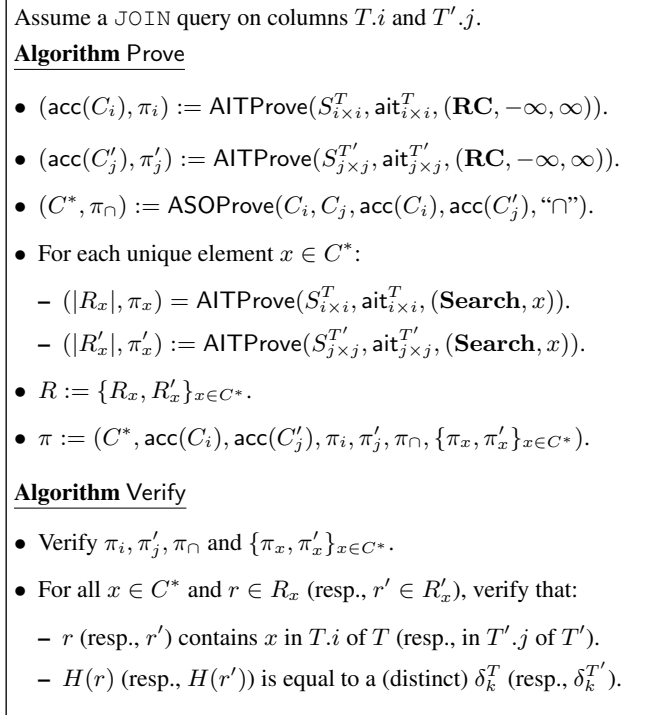 Assume a JOIN query on columns T.i and T′.j.
Algorithm Prove
• (acc(C_i), π_i) := AITProve(S^T_{i×i}, ait^T_{i×i}, (RC, −∞, ∞)).
• (acc(C′_j), π′_j) := AITProve(S^{T′}_{j×j}, ait^{T′}_{j×j}, (RC, −∞, ∞)).
• (C*, π_∩) := ASOProve(C_i, C_j, acc(C_i), acc(C′_j), “∩”).
• For each unique element x ∈ C*:
– (|R_x|, π_x) = AITProve(S^T_{i×i}, ait^T_{i×i}, (Search, x)).
– (|R′_x|, π′_x) := AITProve(S^{T′}_{j×j}, ait^{T′}_{j×j}, (Search, x)).
• R := {R_x, R′_x}_{x∈C*}.
• π := (C*, acc(C_i), acc(C′_j), π_i, π′_j, π_∩, {π_x, π′_x}_{x∈C*}).
Algorithm Verify
• Verify π_i, π′_j, π_∩ and {π_x, π′_x}_{x∈C*}.
• For all x ∈ C* and r ∈ R_x (resp., r′ ∈ R′_x), verify that:
– r (resp., r′) contains x in T.i of T (resp., in T′.j of T′).
– H(r) (resp., H(r′)) is equal to a (distinct) δ^T_k (resp., δ^{T′}_k).